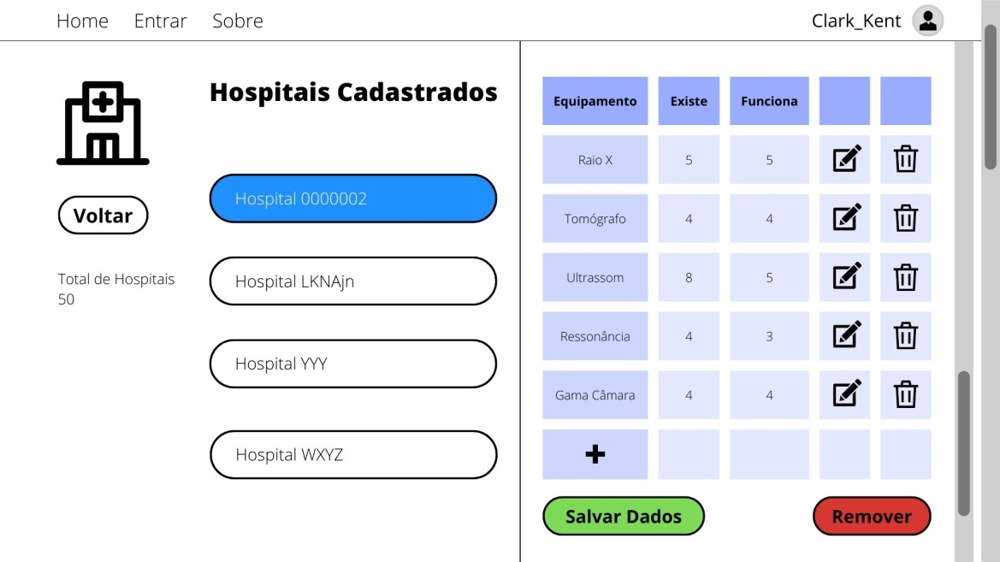 Home Entrar Sobre Clark_Kent
Hospitais Cadastrados
Voltar
Total de Hospitais
50
Hospital 0000002
Hospital LKNAjn
Hospital YYY
Hospital WXYZ
Equipamento Existe Funciona
Raio X 5 5
Tomógrafo 4 4
Ultrassom 8 5
Ressonância 4 3
Gama Câmara 4 4
Salvar Dados Remover